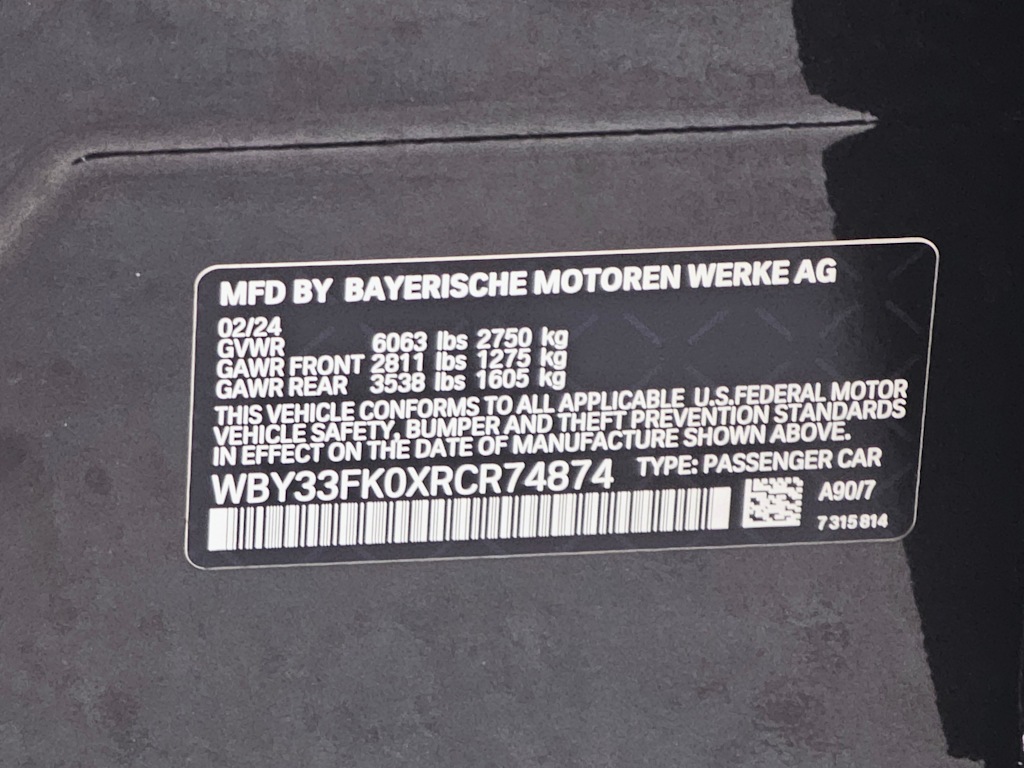 MFD BY BAYERISCHE MOTOREN WERKE AG
02/24
GVWR 6063 lbs 2750 kg
GAWR FRONT 2811 lbs 1275 kg
GAWR REAR 3538 lbs 1605 kg
THIS VEHICLE CONFORMS TO ALL APPLICABLE U.S.FEDERAL MOTOR
VEHICLE SAFETY, BUMPER AND THEFT PREVENTION STANDARDS
IN EFFECT ON THE DATE OF MANUFACTURE SHOWN ABOVE.
WBY33FK0XRCR74874 TYPE: PASSENGER CAR
A90/7
7 315 814